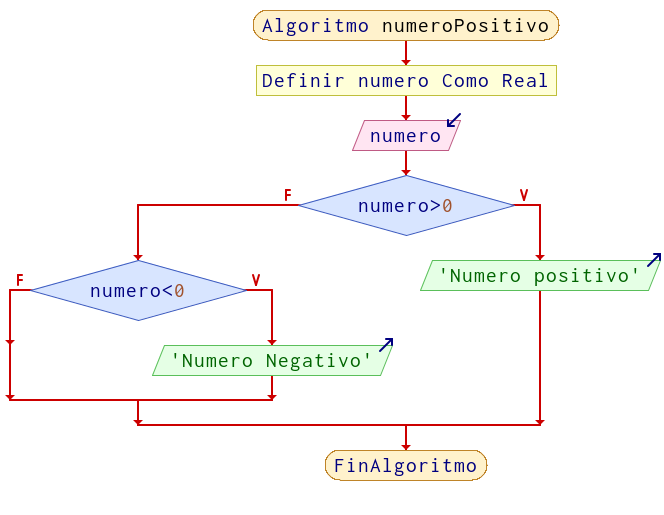 Algoritmo numeroPositivo
Definir numero Como Real
numero
F
V
numero>0
F
V
numero<0
'Numero positivo'
'Numero Negativo'
FinAlgoritmo